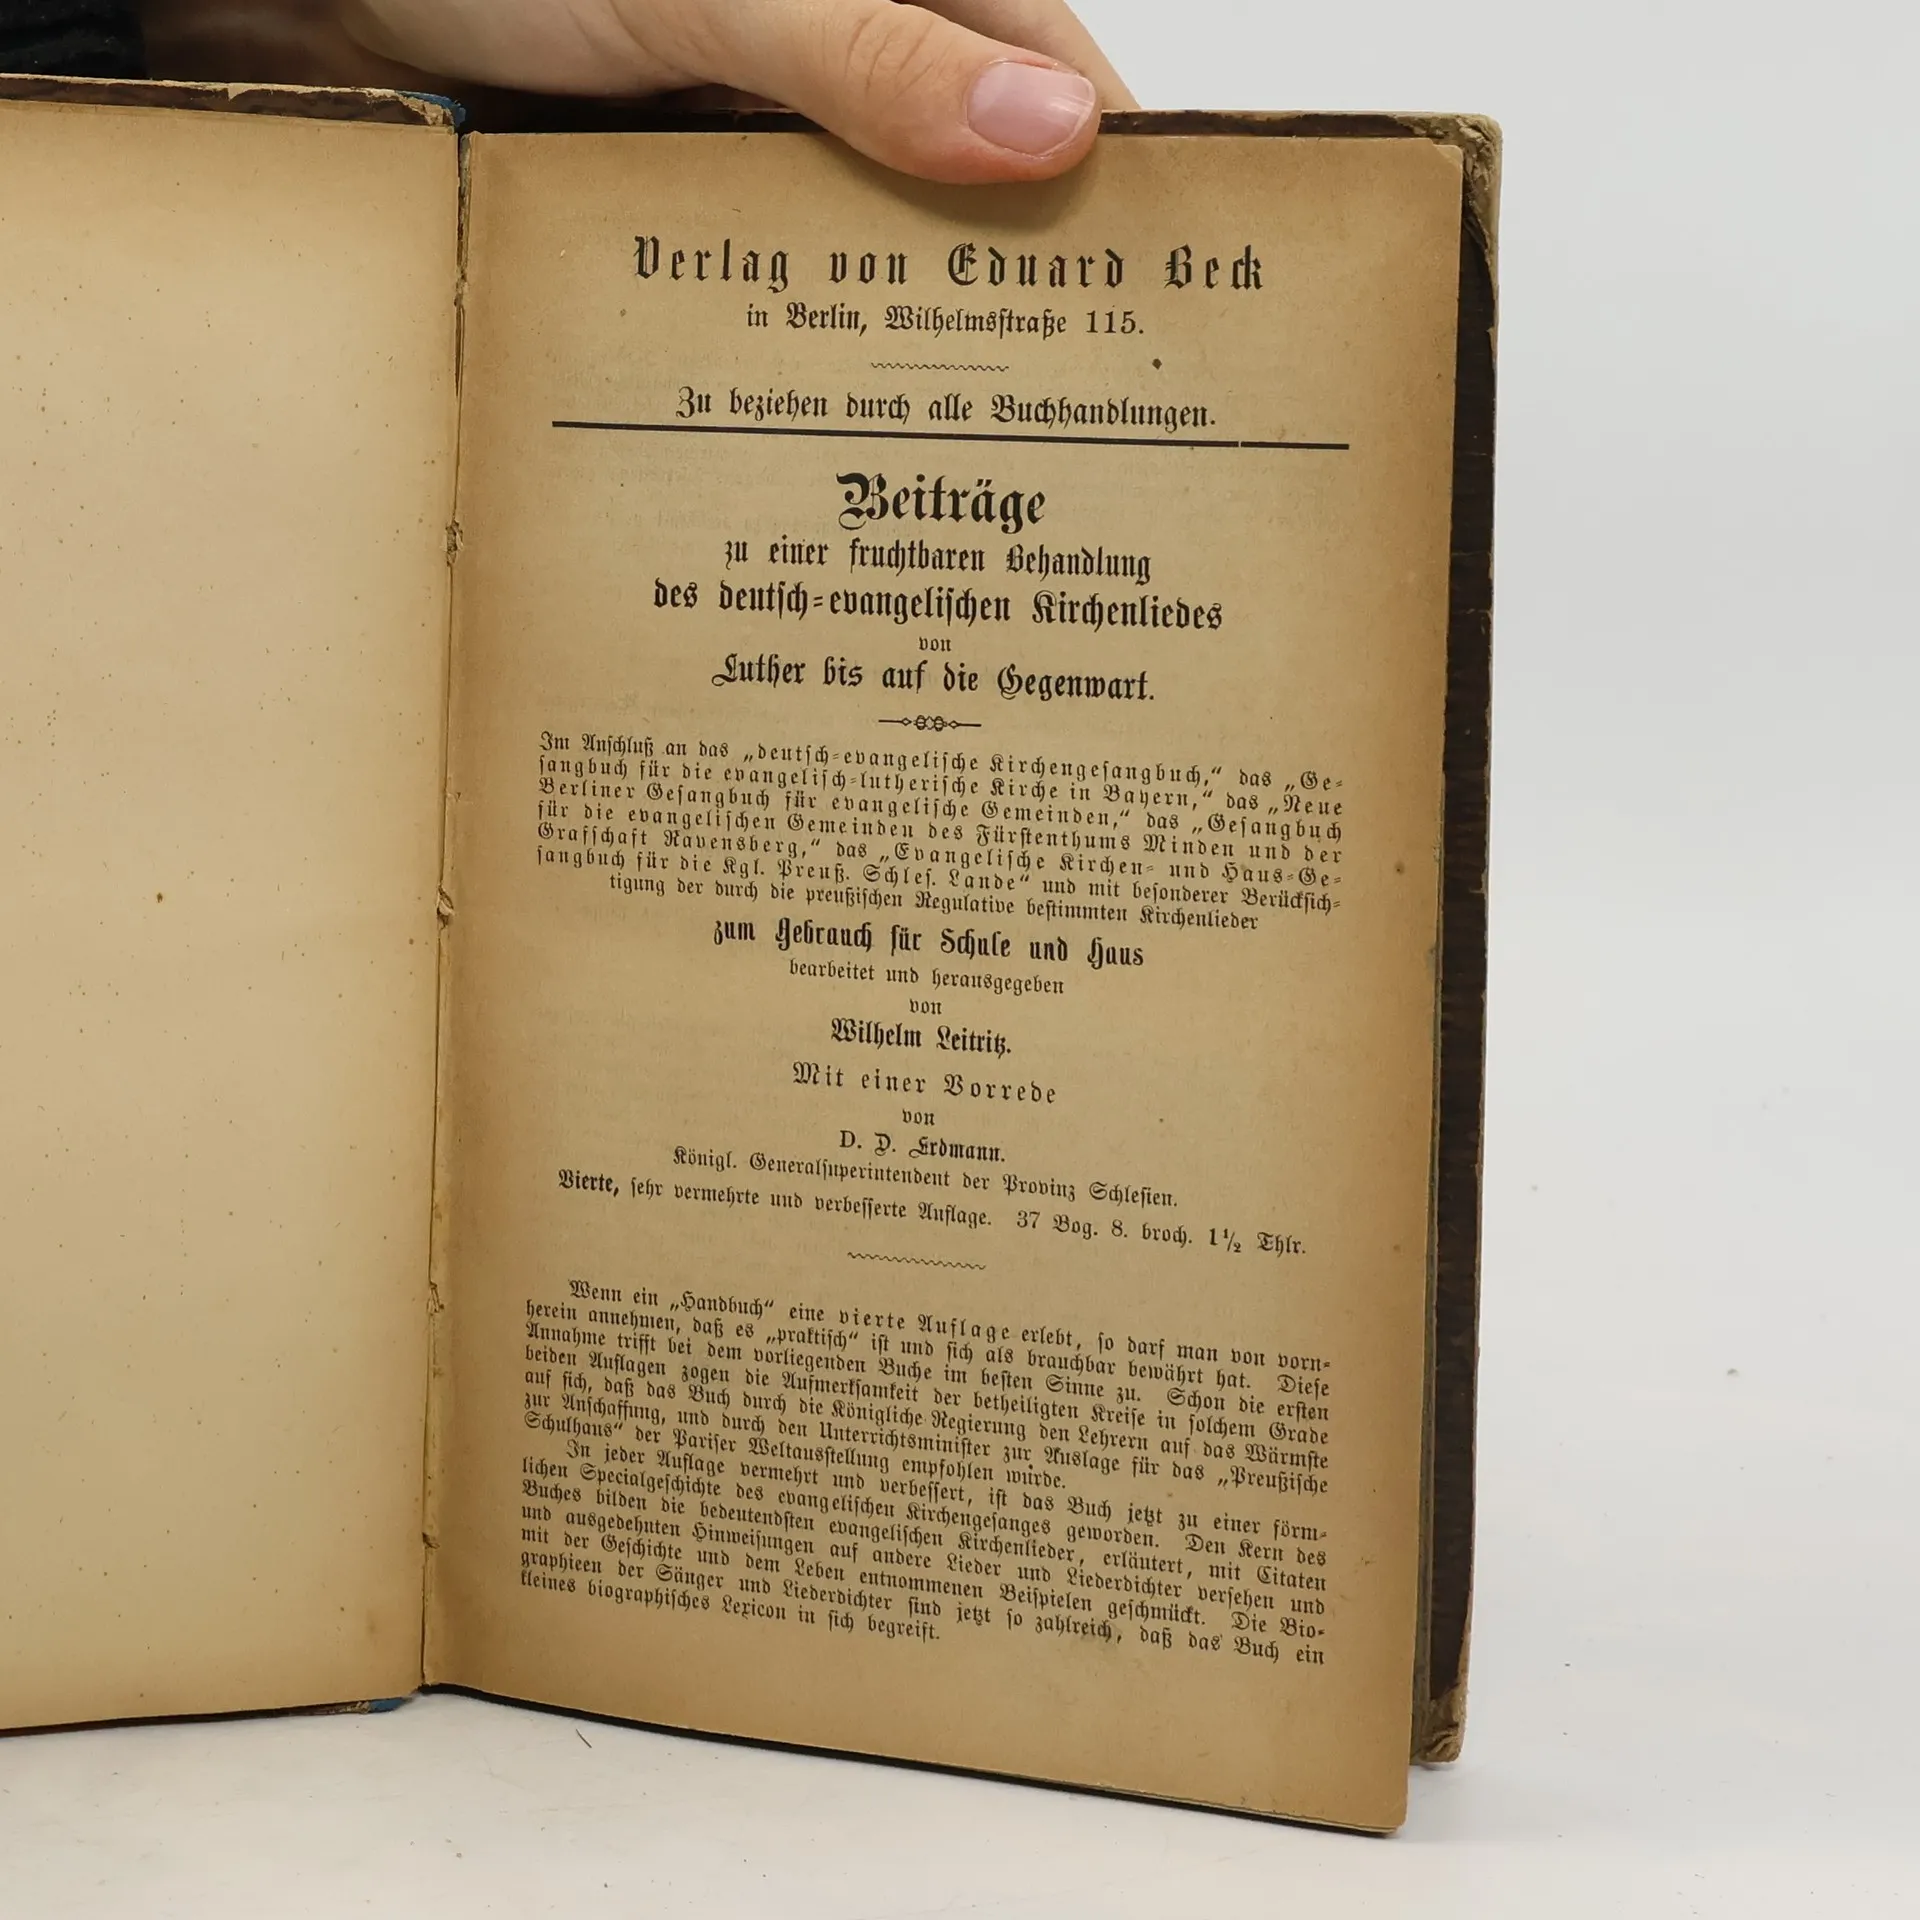 Verlag von Eduard Beck
in Berlin, Wilhelmsstraße 115.
Zu beziehen durch alle Buchhandlungen.
Beiträge
zu einer fruchtbaren Behandlung
des deutsch-evangelischen Kirchenliedes
von
Luther bis auf die Gegenwart.
Im Anschluß an das „deutsch-evangelische Kirchengesangbuch,“ das „Ge-
sangbuch für die evangelisch-lutherische Kirche in Bayern,“ das „Neue
Berliner Gesangbuch für evangelische Gemeinden,“ das „Gesangbuch
für die evangelischen Gemeinden des Fürstenthums Minden und der
Grafschaft Ravensberg,“ das „Evangelische Kirchen- und Haus-Ge-
sangbuch für die Kgl. Preuß. Schles. Lande“ und mit besonderer Berücksich-
tigung der durch die preußischen Regulative bestimmten Kirchenlieder
zum Gebrauch für Schule und Haus
bearbeitet und herausgegeben
von
Wilhelm Leitritz.
Mit einer Vorrede
von
D. D. Erdmann.
Königl. Generalsuperintendent der Provinz Schlesien.
Vierte, sehr vermehrte und verbesserte Auflage. 37 Bog. 8. broch. 1½ Thlr.
Wenn ein „Handbuch“ eine vierte Auflage erlebt, so darf man von vorn-
herein annehmen, daß es „praktisch“ ist und sich als brauchbar bewährt hat. Diese
Annahme trifft bei dem vorliegenden Buche im besten Sinne zu. Schon die ersten
beiden Auflagen zogen die Aufmerksamkeit der betheiligten Kreise in solchem Grade
auf sich, daß das Buch durch die Königliche Regierung den Lehrern auf das Wärmste
zur Anschaffung, und durch den Unterrichtsminister zur Auslage für das „Preußische
Schulhaus“ der Pariser Weltausstellung empfohlen wurde.
In jeder Auflage vermehrt und verbessert, ist das Buch jetzt zu einer förm-
lichen Specialgeschichte des evangelischen Kirchengesanges geworden. Den Kern des
Buches bilden die bedeutendsten evangelischen Kirchenlieder, erläutert, mit Citaten
und ausgedehnten Hinweisungen auf andere Lieder und Liederdichter versehen und
mit der Geschichte und dem Leben entnommenen Beispielen geschmückt. Die Bio-
graphieen der Sänger und Liederdichter sind jetzt so zahlreich, daß das Buch ein
kleines biographisches Lexicon in sich begreift.